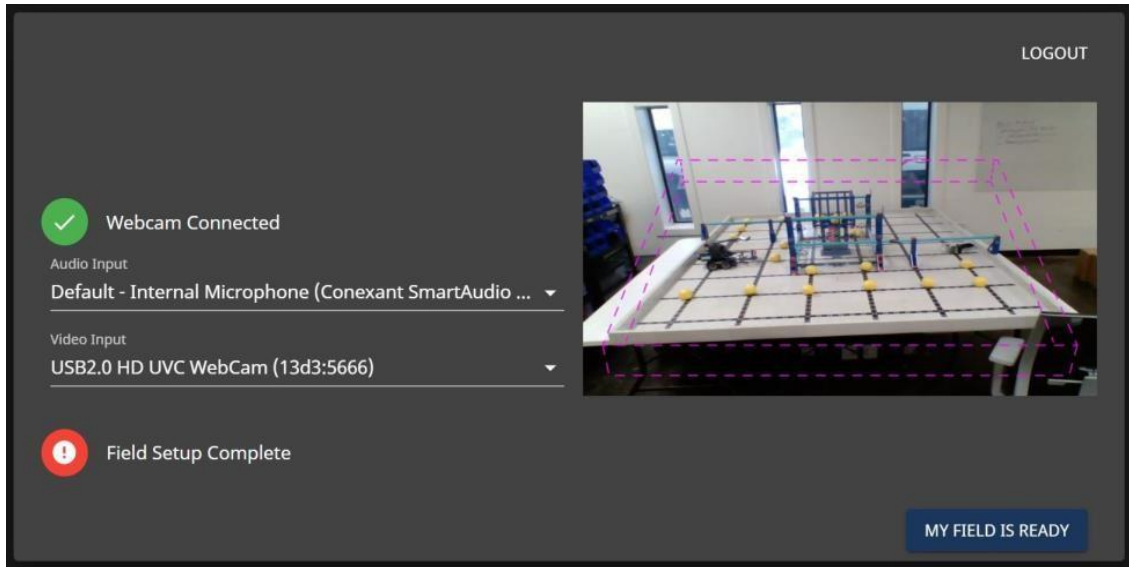 LOGOUT
Webcam Connected
Audio Input
Default - Internal Microphone (Conexant SmartAudio ...
Video Input
USB2.0 HD UVC WebCam (13d3:5666)
Field Setup Complete
MY FIELD IS READY